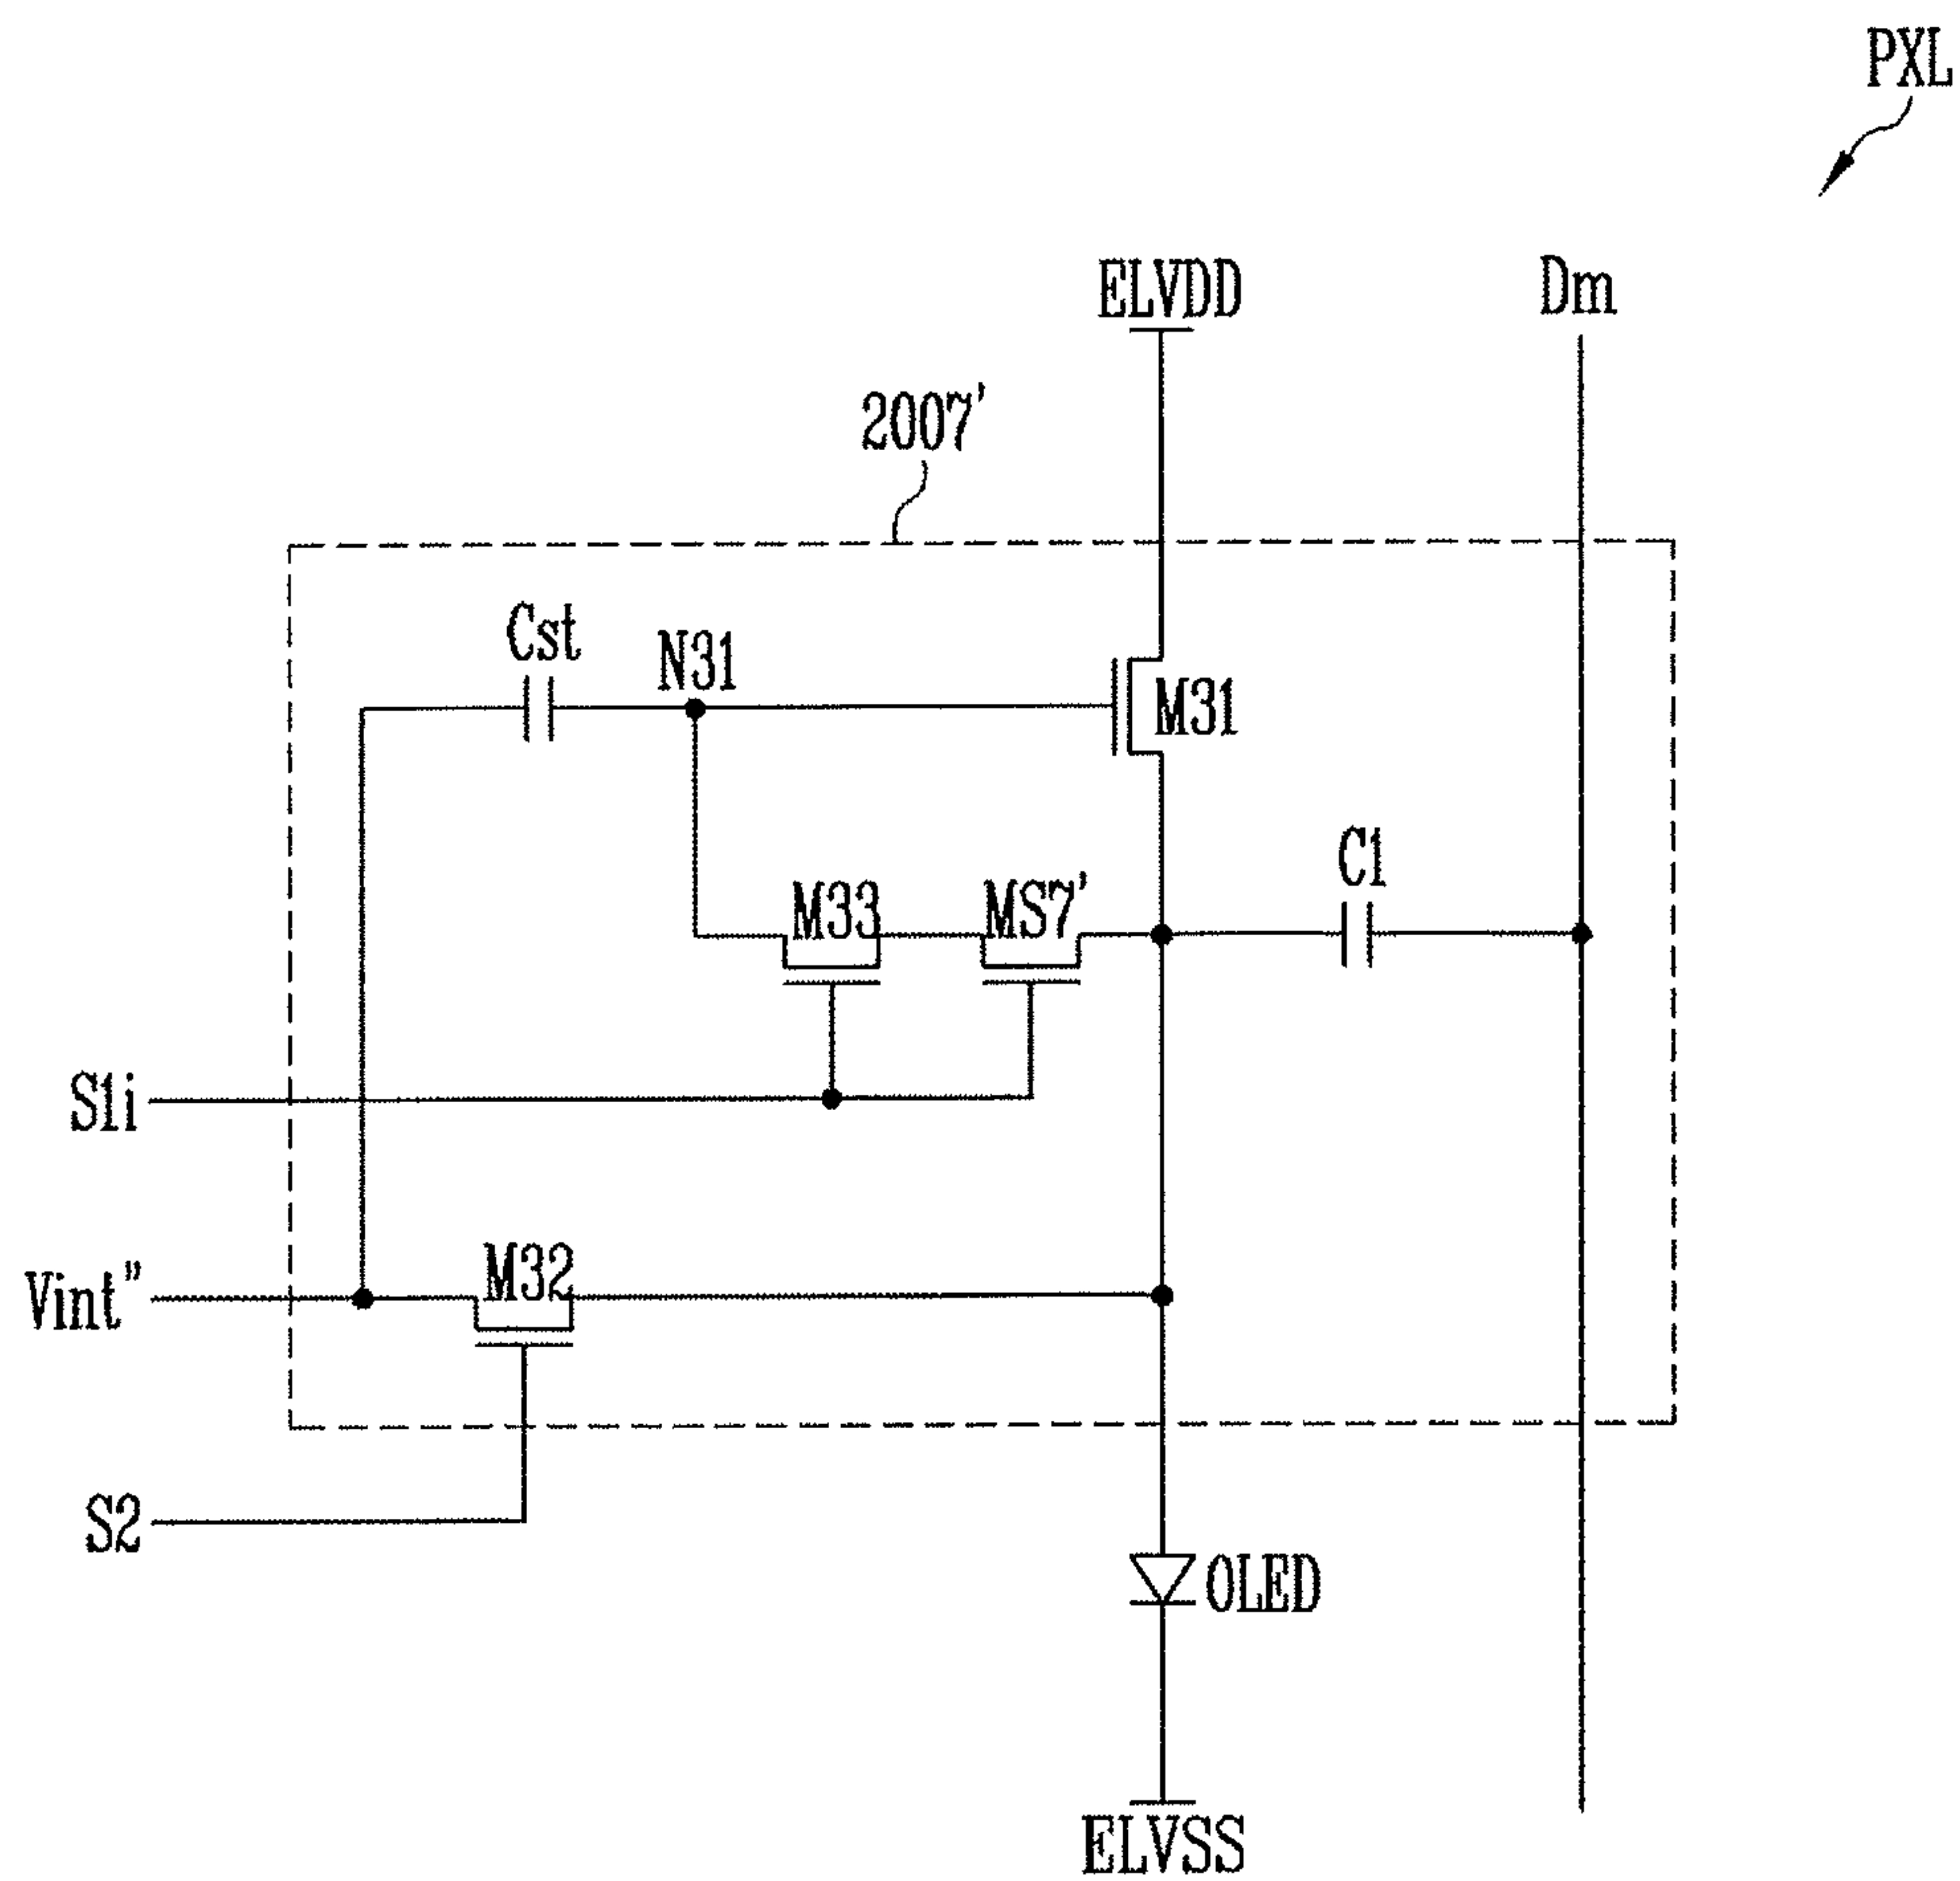 PXL
ELVDD
Dm
2007'
Cst
N31
M31
C1
M33
MS7'
S1i
M32
Vint"
S2
OLED
ELVSS